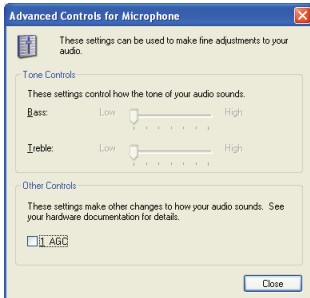 Advanced Controls for Microphone
These settings can be used to make fine adjustments to your
audio.
Tone Controls
These settings control how the tone of your audio sounds.
Bass: Low High
Treble: Low High
Other Controls
These settings make other changes to how your audio sounds. See
your hardware documentation for details.
1 AGC
Close